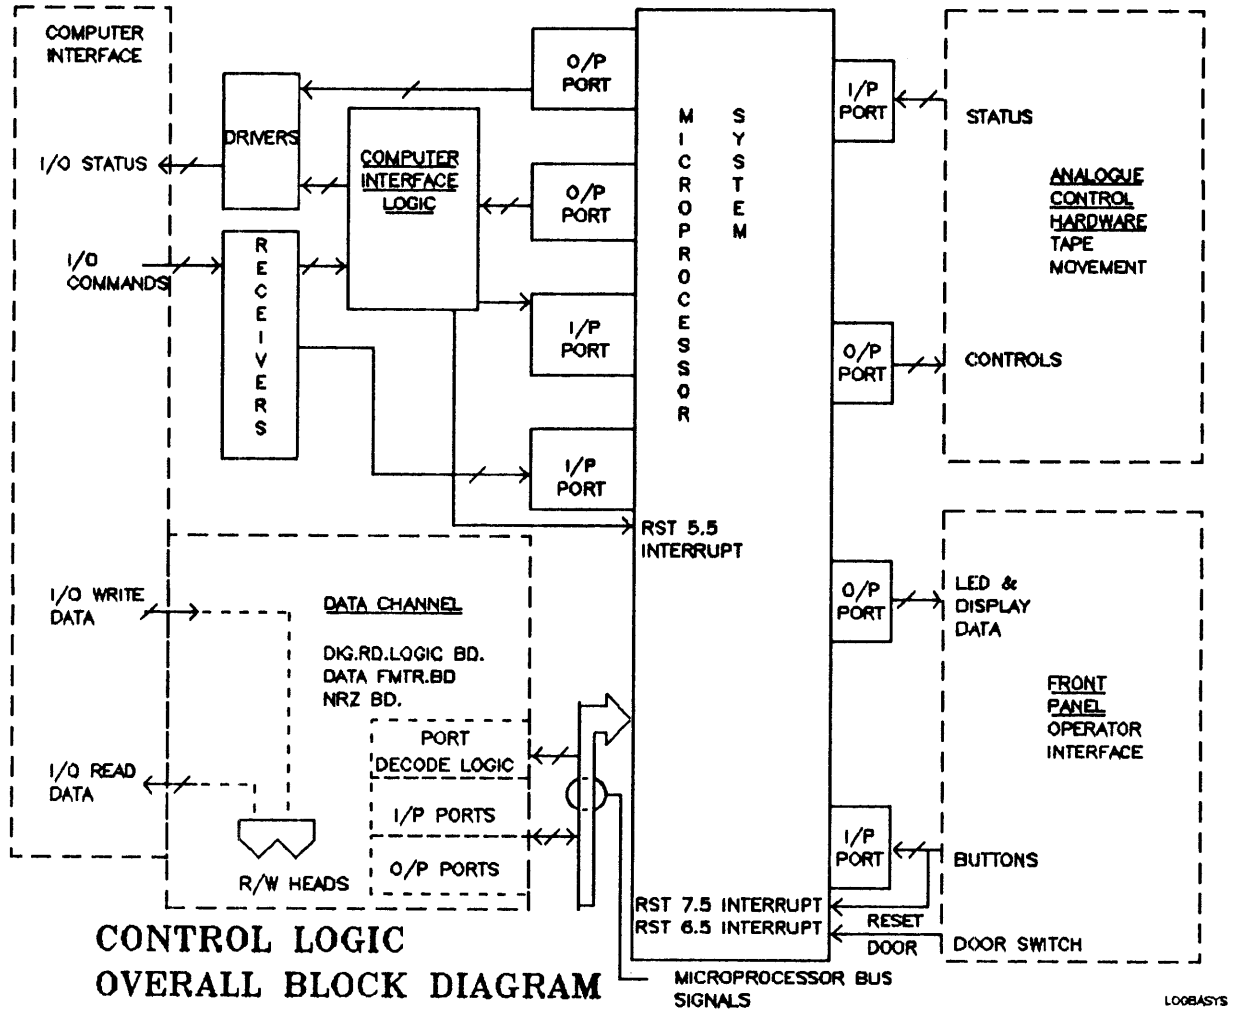 COMPUTER
INTERFACE
I/O STATUS
I/O
COMMANDS
I/O WRITE
DATA
I/O READ
DATA
DRIVERS
RECEIVERS
COMPUTER
INTERFACE
LOGIC
O/P
PORT
O/P
PORT
I/P
PORT
I/P
PORT
MICROPROCESSOR
SYSTEM
RST 5.5
INTERRUPT
RST 7.5 INTERRUPT
RST 6.5 INTERRUPT
I/P
PORT
O/P
PORT
O/P
PORT
I/P
PORT
STATUS
ANALOGUE
CONTROL
HARDWARE
TAPE
MOVEMENT
CONTROLS
LED &
DISPLAY
DATA
FRONT
PANEL
OPERATOR
INTERFACE
BUTTONS
RESET
DOOR
DOOR SWITCH
DATA CHANNEL
DIG.RD.LOGIC BD.
DATA FMTR.BD
NRZ BD.
PORT
DECODE LOGIC
I/P PORTS
O/P PORTS
R/W HEADS
CONTROL LOGIC
OVERALL BLOCK DIAGRAM
MICROPROCESSOR BUS
SIGNALS